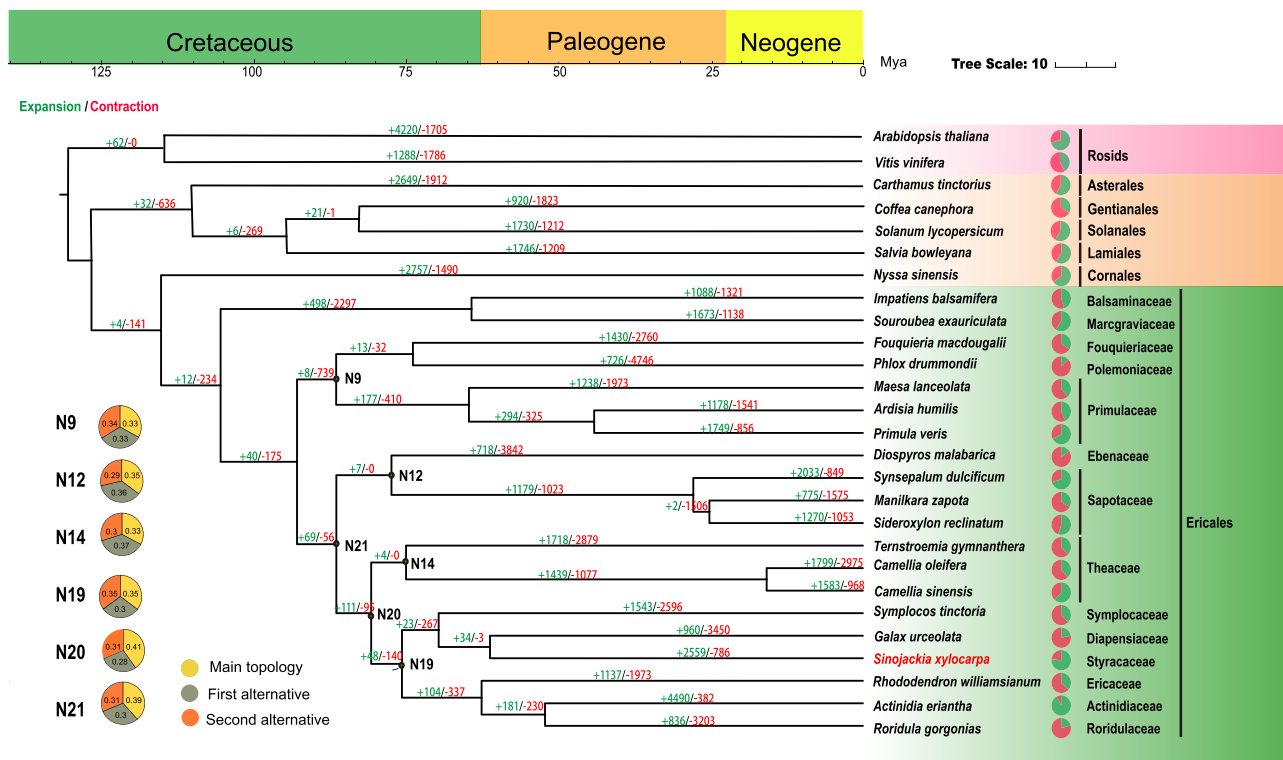 Cretaceous
Paleogene
Neogene
125
100
75
50
25
0
Mya
Tree Scale: 10
Expansion / Contraction
+62/-0
+4220/-1705
Arabidopsis thaliana
+1288/-1786
Vitis vinifera
Rosids
+32/-636
+2649/-1912
Carthamus tinctorius
Asterales
+920/-1823
Coffea canephora
Gentianales
+21/-1
+6/-269
+1730/-1212
Solanum lycopersicum
Solanales
+1746/-1209
Salvia bowleyana
Lamiales
+2757/-1490
Nyssa sinensis
Cornales
+4/-141
+498/-2297
+1088/-1321
Impatiens balsamifera
Balsaminaceae
+1673/-1138
Souroubea exauriculata
Marcgraviaceae
+12/-234
+13/-32
+1430/-2760
Fouquieria macdougalii
Fouquieriaceae
+726/-4746
Phlox drummondii
Polemoniaceae
+8/-739
N9
+177/-410
+1238/-1973
Maesa lanceolata
+294/-325
+1178/-1541
Ardisia humilis
Primulaceae
+1749/-856
Primula veris
+40/-175
+7/-0
N12
+718/-3842
Diospyros malabarica
Ebenaceae
+1179/-1023
+2033/-849
Synsepalum dulcificum
+2/-1506
+775/-1575
Manilkara zapota
Sapotaceae
+1270/-1053
Sideroxylon reclinatum
Ericales
+69/-56
N21
+4/-0
N14
+1718/-2879
Ternstroemia gymnanthera
+1439/-1077
+1799/-2975
Camellia oleifera
Theaceae
+1583/-968
Camellia sinensis
+111/-95
N20
+23/-267
+1543/-2596
Symplocos tinctoria
Symplocaceae
+34/-3
+960/-3450
Galax urceolata
Diapensiaceae
+2559/-786
Sinojackia xylocarpa
Styracaceae
+48/-140
N19
+104/-337
+1137/-1973
Rhododendron williamsianum
Ericaceae
+181/-230
+4490/-382
Actinidia eriantha
Actinidiaceae
+836/-3203
Roridula gorgonias
Roridulaceae
N9
0.34
0.33
0.33
N12
0.29
0.35
0.36
N14
0.3
0.33
0.37
N19
0.35
0.35
0.3
N20
0.31
0.41
0.28
N21
0.31
0.39
0.3
Main topology
First alternative
Second alternative